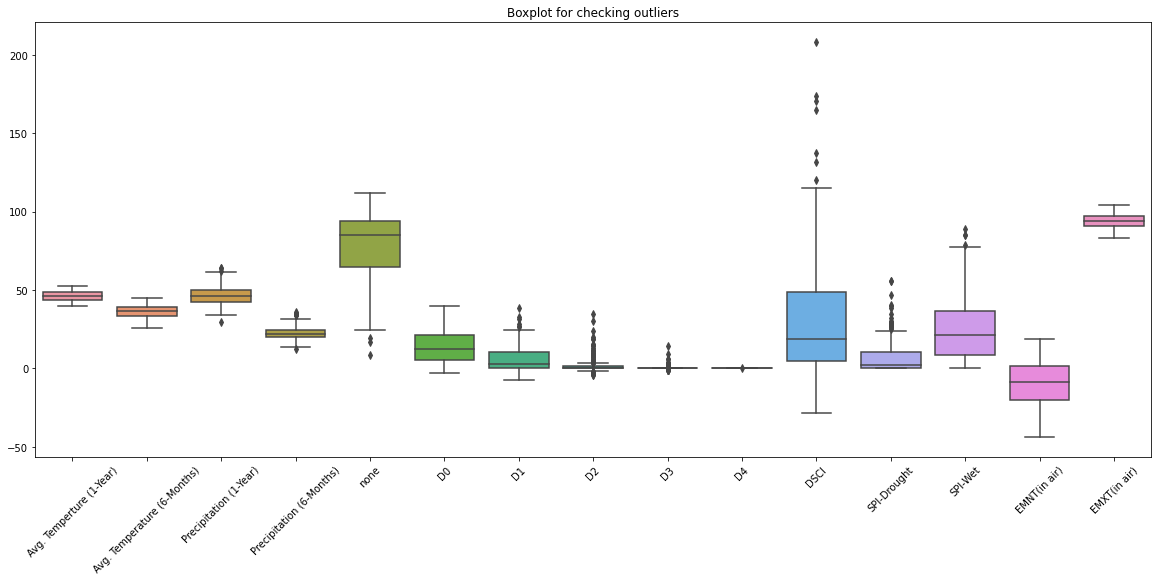 Boxplot for checking outliers
200
150
100
50
0
−50
Avg. Temperture (1-Year)
Avg. Temperature (6-Months)
Precipitation (1-Year)
Precipitation (6-Months)
none
D0
D1
D2
D3
D4
DSCI
SPI-Drought
SPI-Wet
EMNT(in air)
EMXT(in air)